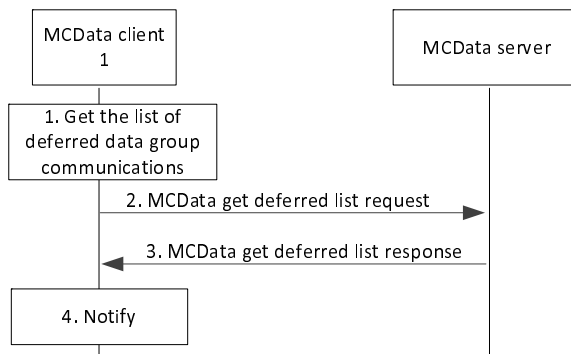 MCData client
1
MCData server
1. Get the list of
deferred data group
communications
2. MCData get deferred list request
3. MCData get deferred list response
4. Notify